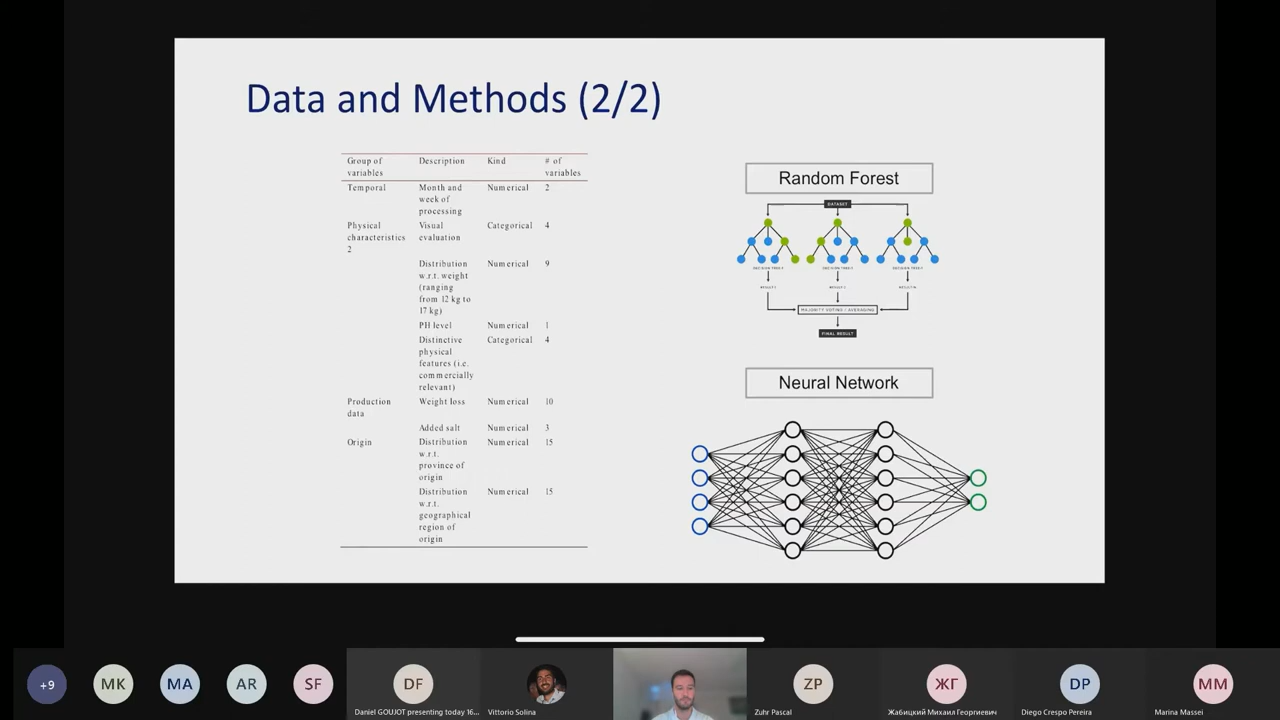 Data and Methods (2/2)
Group of variables Description Kind # of variables
Temporal Month and week of processing Numerical 2
Physical characteristics 2 Visual evaluation Categorical 4
Distribution w.r.t. weight (ranging from 12 kg to 17 kg) Numerical 9
PH level Numerical 1
Distinctive physical features (i.e. commercially relevant) Categorical 4
Production data Weight loss Numerical 10
Added salt Numerical 3
Origin Distribution w.r.t. province of origin Numerical 15
Distribution w.r.t. geographical region of origin Numerical 15
Random Forest
DATASET
MAJORITY VOTING / AVERAGING
FINAL RESULT
Neural Network
+9
MK
MA
AR
SF
DF
Daniel GOUJOT presenting today 16...
Vittorio Solina
ZP
Zuhr Pascal
ЖГ
Жабицкий Михаил Георгиевич
DP
Diego Crespo Pereira
MM
Marina Massei